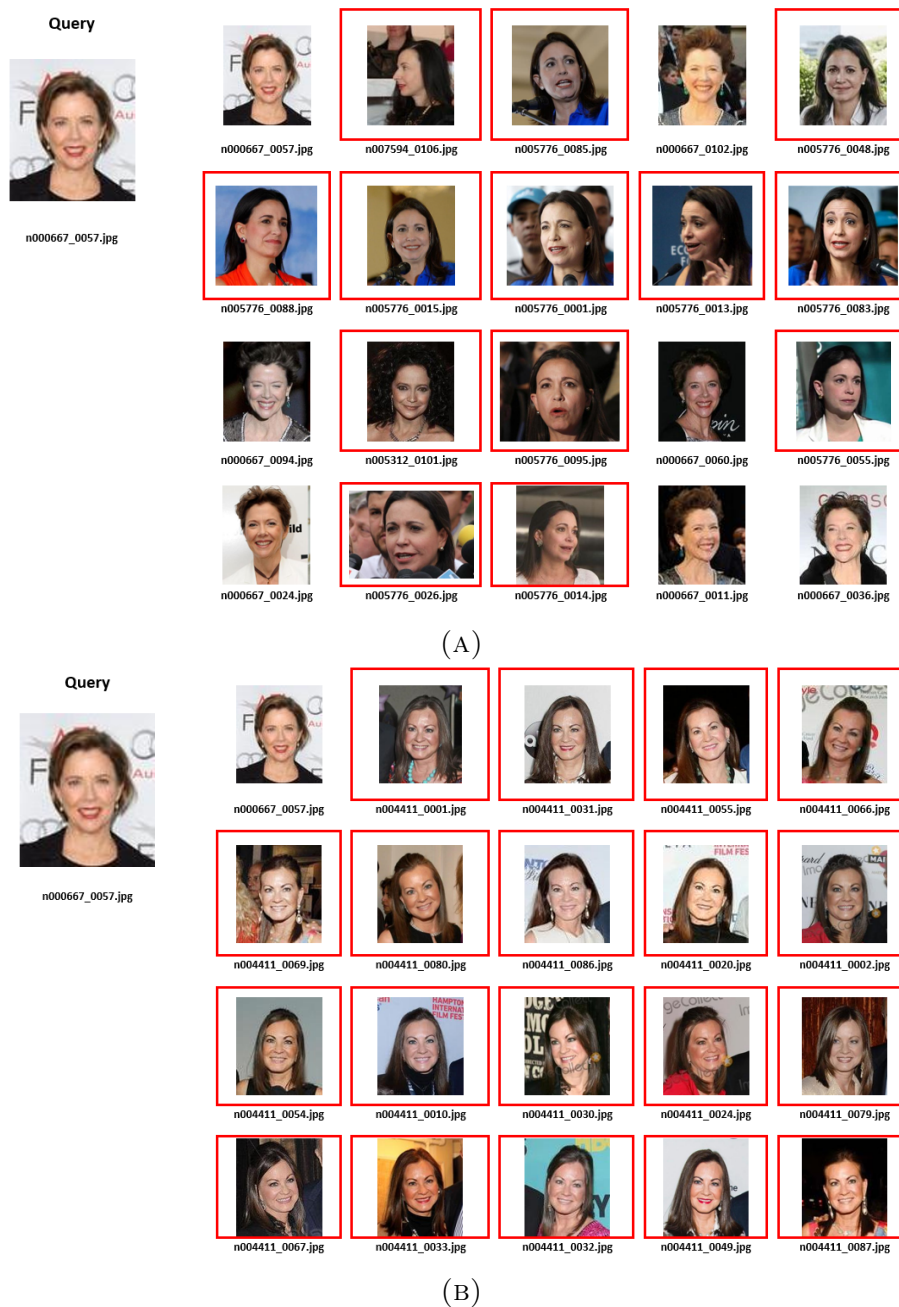 Query
n000667_0057.jpg
n000667_0057.jpg n007594_0106.jpg n005776_0085.jpg n000667_0102.jpg n005776_0048.jpg
n005776_0088.jpg n005776_0015.jpg n005776_0001.jpg n005776_0013.jpg n005776_0083.jpg
n000667_0094.jpg n005312_0101.jpg n005776_0095.jpg n000667_0060.jpg n005776_0055.jpg
n000667_0024.jpg n005776_0026.jpg n005776_0014.jpg n000667_0011.jpg n000667_0036.jpg
(A)
Query
n000667_0057.jpg
n000667_0057.jpg n004411_0001.jpg n004411_0031.jpg n004411_0055.jpg n004411_0066.jpg
n004411_0069.jpg n004411_0080.jpg n004411_0086.jpg n004411_0020.jpg n004411_0002.jpg
n004411_0054.jpg n004411_0010.jpg n004411_0030.jpg n004411_0024.jpg n004411_0079.jpg
n004411_0067.jpg n004411_0033.jpg n004411_0032.jpg n004411_0049.jpg n004411_0087.jpg
(B)